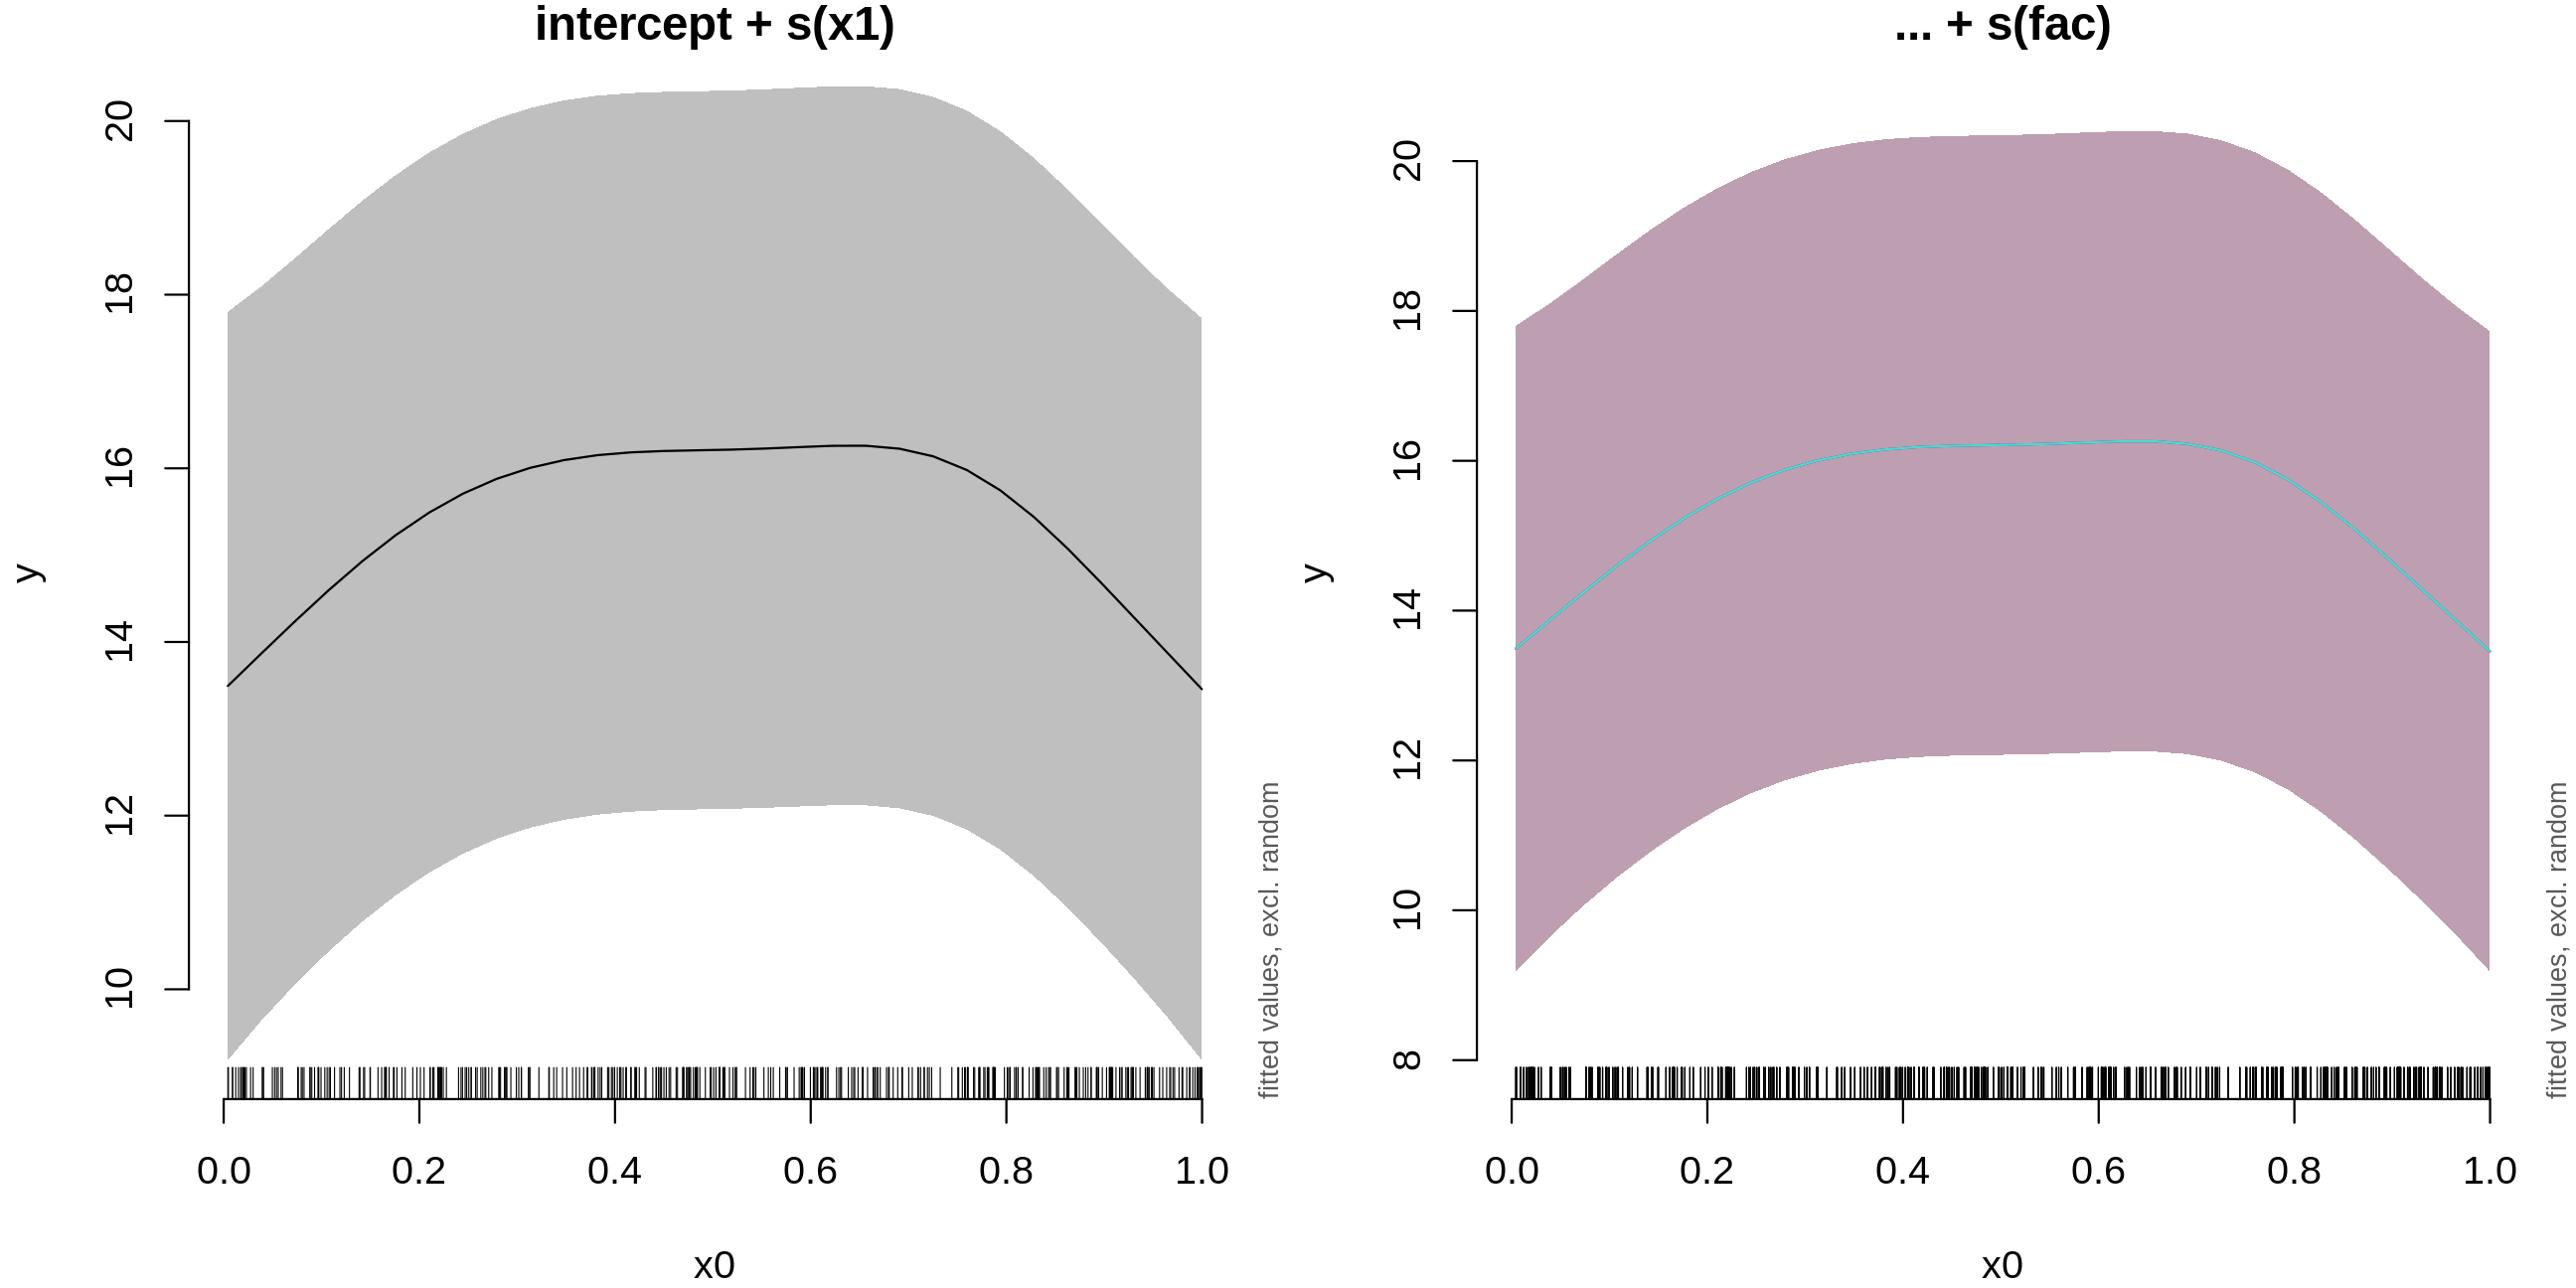 intercept + s(x1)
y
20
18
16
14
12
10
0.0 0.2 0.4 0.6 0.8 1.0
x0
fitted values, excl. random
... + s(fac)
y
20
18
16
14
12
10
8
0.0 0.2 0.4 0.6 0.8 1.0
x0
fitted values, excl. random